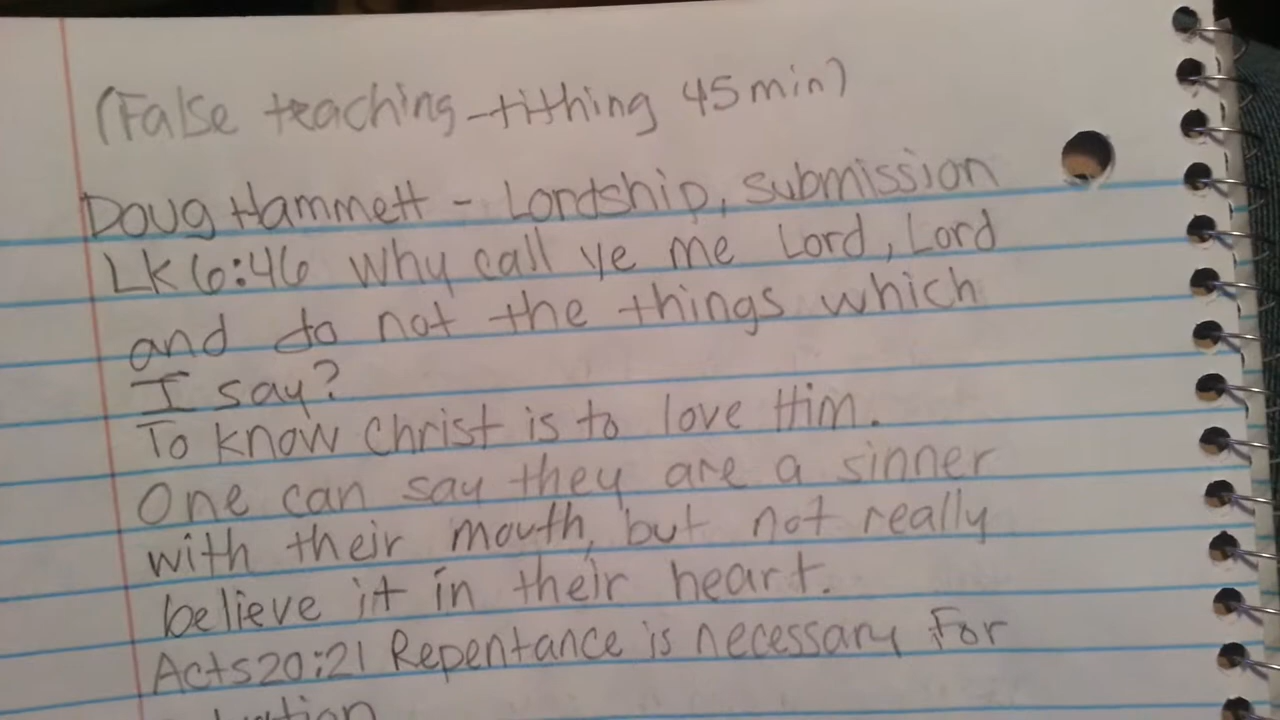 (False teaching-tithing 45min)
Doug Hammett - Lordship, submission
LK 6:46 Why call ye me Lord, Lord
and do not the things which
I say?
To know Christ is to love Him.
One can say they are a sinner
with their mouth, but not really
believe it in their heart.
Acts 20:21 Repentance is necessary For